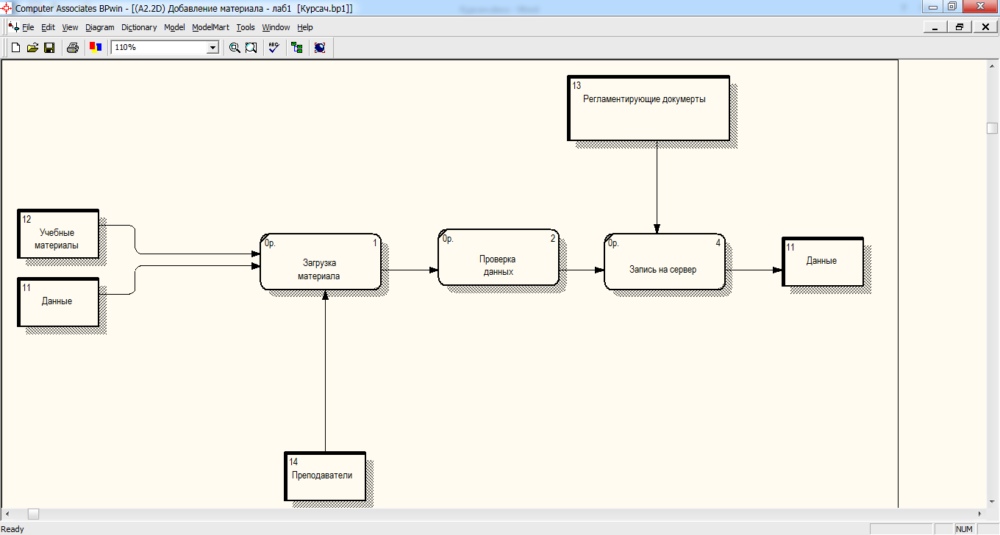 Computer Associates BPwin - [(A2.2D) Добавление материала - лаб1 [Курсач.bp1]]
File Edit View Diagram Dictionary Model ModelMart Tools Window Help
110%
ABC
13
Регламентирующие докумерты
12
Учебные
материалы
11
Данные
0р. 1
Загрузка
материала
0р. 2
Проверка
данных
0р. 4
Запись на сервер
11
Данные
14
Преподаватели
Ready
NUM